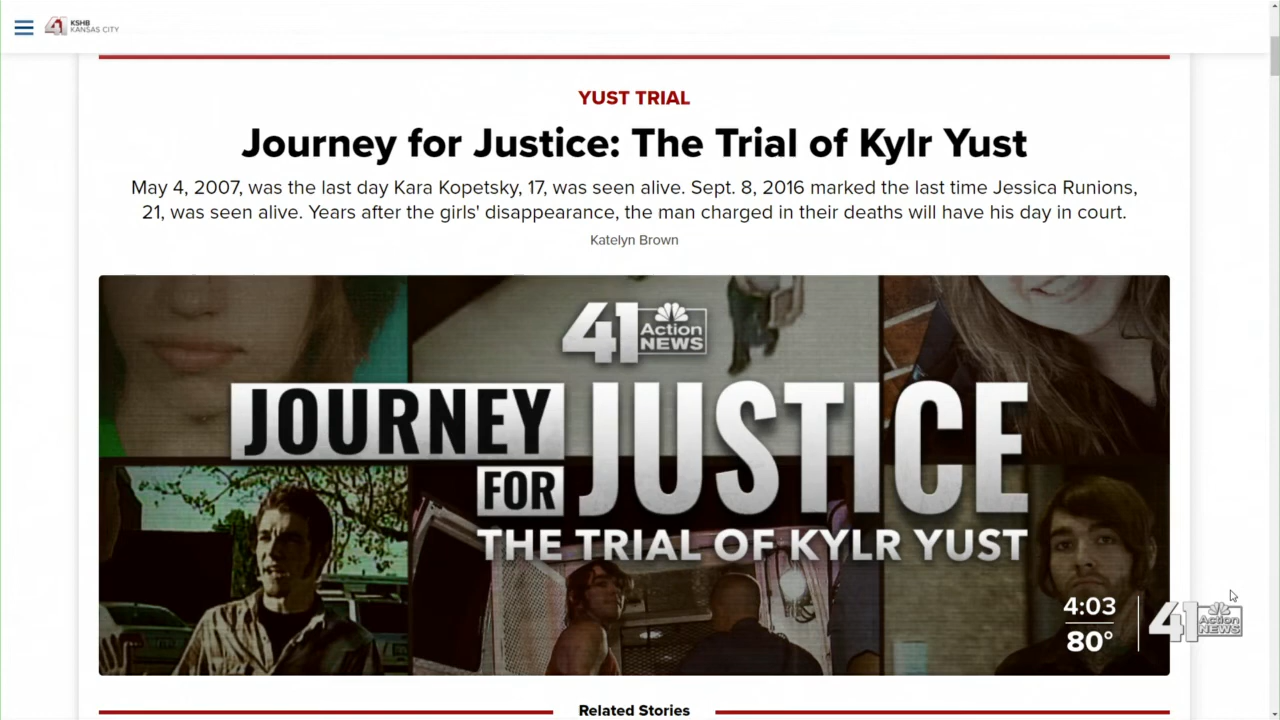 41 KSHB
KANSAS CITY
YUST TRIAL
Journey for Justice: The Trial of Kylr Yust
May 4, 2007, was the last day Kara Kopetsky, 17, was seen alive. Sept. 8, 2016 marked the last time Jessica Runions,
21, was seen alive. Years after the girls' disappearance, the man charged in their deaths will have his day in court.
Katelyn Brown
41 Action
NEWS
JOURNEY
FOR JUSTICE
THE TRIAL OF KYLR YUST
4:03
80°
41 Action
NEWS
Related Stories